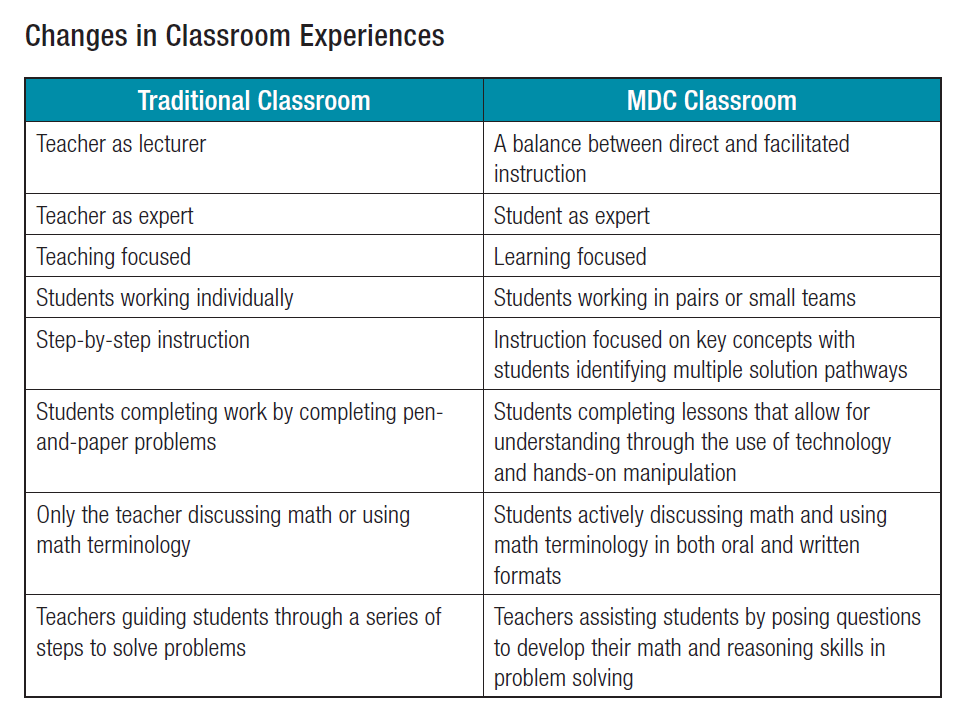 Changes in Classroom Experiences
Traditional Classroom
MDC Classroom
Teacher as lecturer
A balance between direct and facilitated
instruction
Teacher as expert
Student as expert
Teaching focused
Learning focused
Students working individually
Students working in pairs or small teams
Step-by-step instruction
Instruction focused on key concepts with
students identifying multiple solution pathways
Students completing work by completing pen-
and-paper problems
Students completing lessons that allow for
understanding through the use of technology
and hands-on manipulation
Only the teacher discussing math or using
math terminology
Students actively discussing math and using
math terminology in both oral and written
formats
Teachers guiding students through a series of
steps to solve problems
Teachers assisting students by posing questions
to develop their math and reasoning skills in
problem solving